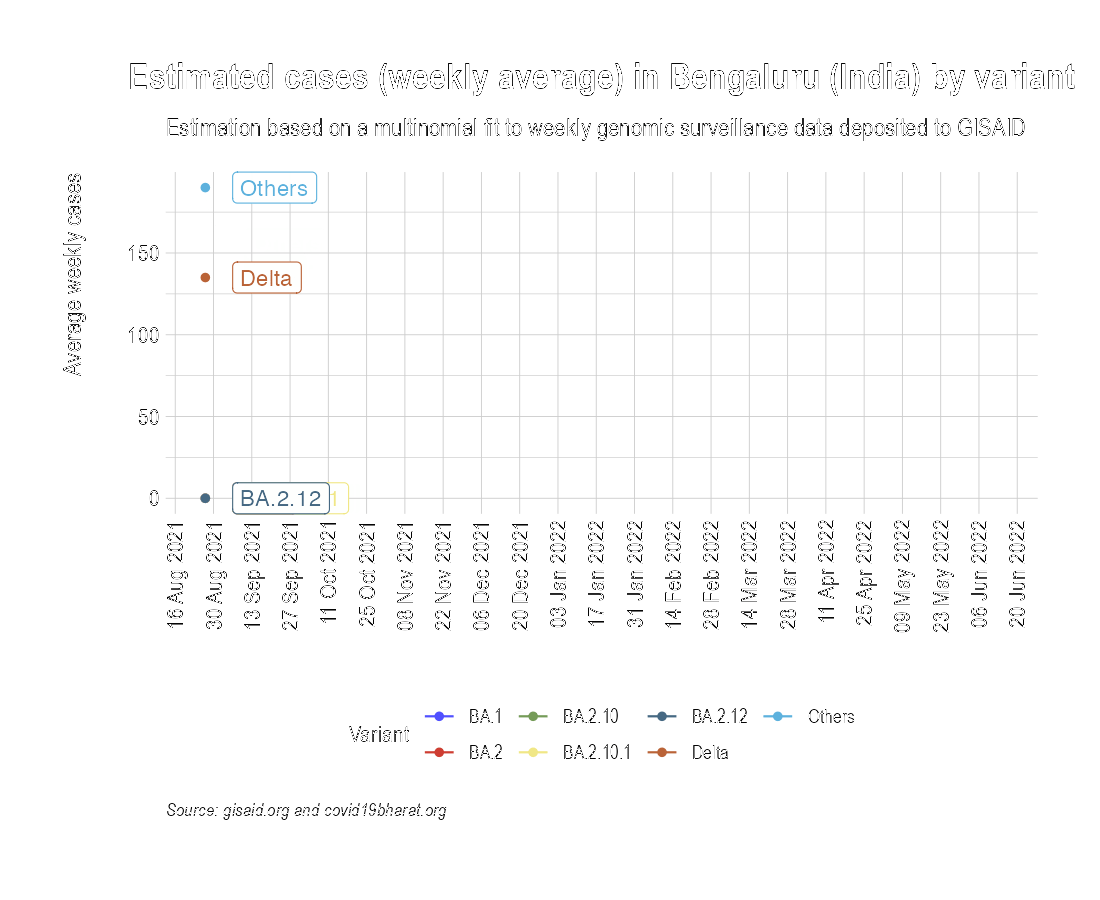 Estimated cases (weekly average) in Bengaluru (India) by variant
Estimation based on a multinomial fit to weekly genomic surveillance data deposited to GISAID
Average weekly cases
150
100
50
0
Others
Delta
BA.2.12
1
16 Aug 2021
30 Aug 2021
13 Sep 2021
27 Sep 2021
11 Oct 2021
25 Oct 2021
08 Nov 2021
22 Nov 2021
06 Dec 2021
20 Dec 2021
03 Jan 2022
17 Jan 2022
31 Jan 2022
14 Feb 2022
28 Feb 2022
14 Mar 2022
28 Mar 2022
11 Apr 2022
25 Apr 2022
09 May 2022
23 May 2022
06 Jun 2022
20 Jun 2022
Variant
BA.1
BA.2.10
BA.2.12
Others
BA.2
BA.2.10.1
Delta
Source: gisaid.org and covid19bharat.org